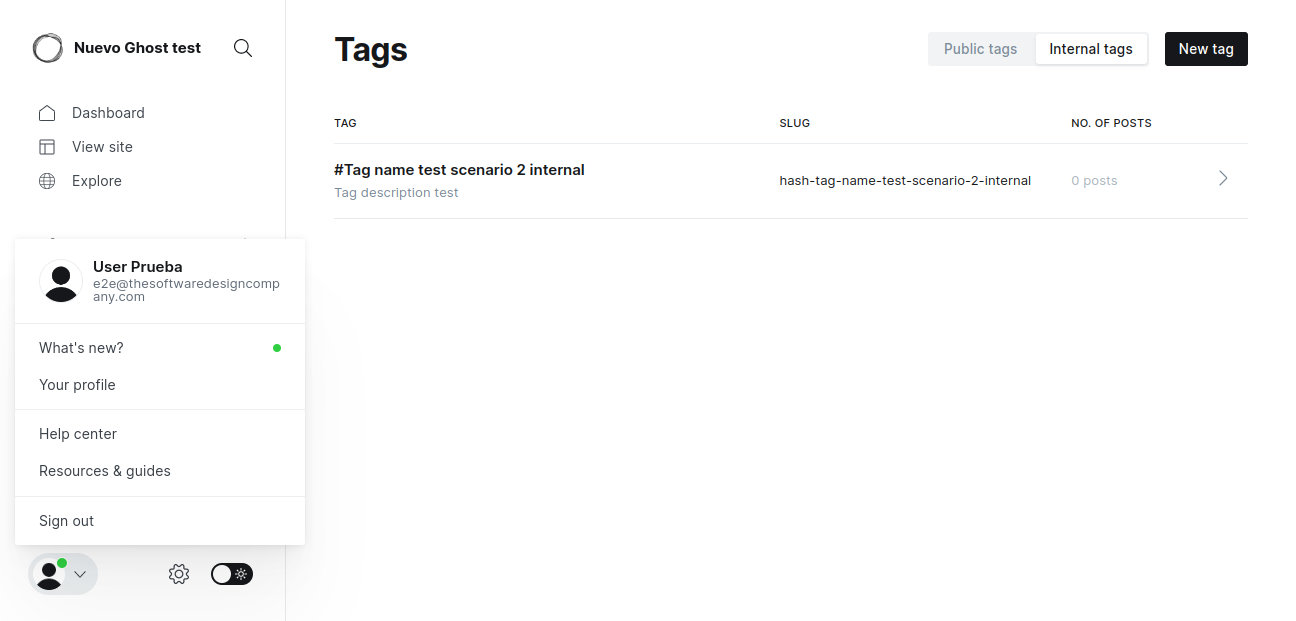 Nuevo Ghost test
Dashboard
View site
Explore
User Prueba
e2e@thesoftwaredesigncomp
any.com
What's new?
Your profile
Help center
Resources & guides
Sign out
Tags
Public tags
Internal tags
New tag
TAG
SLUG
NO. OF POSTS
#Tag name test scenario 2 internal
Tag description test
hash-tag-name-test-scenario-2-internal
0 posts